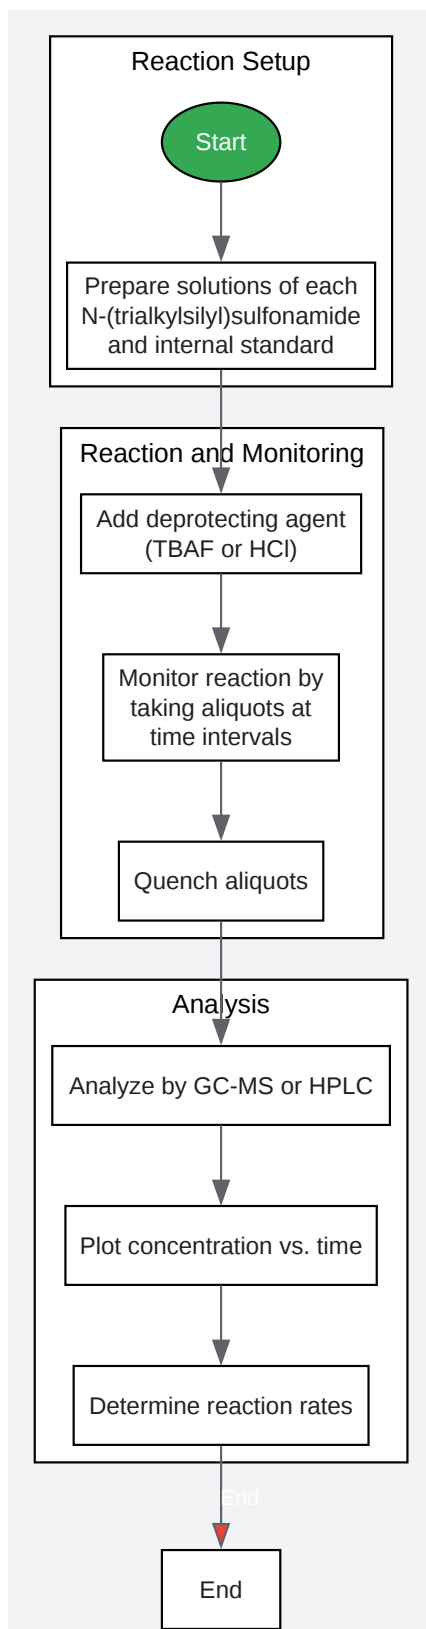 Reaction Setup
Start
Prepare solutions of each
N-(trialkylsilyl)sulfonamide
and internal standard
Reaction and Monitoring
Add deprotecting agent
(TBAF or HCl)
Monitor reaction by
taking aliquots at
time intervals
Quench aliquots
Analysis
Analyze by GC-MS or HPLC
Plot concentration vs. time
Determine reaction rates
End
End